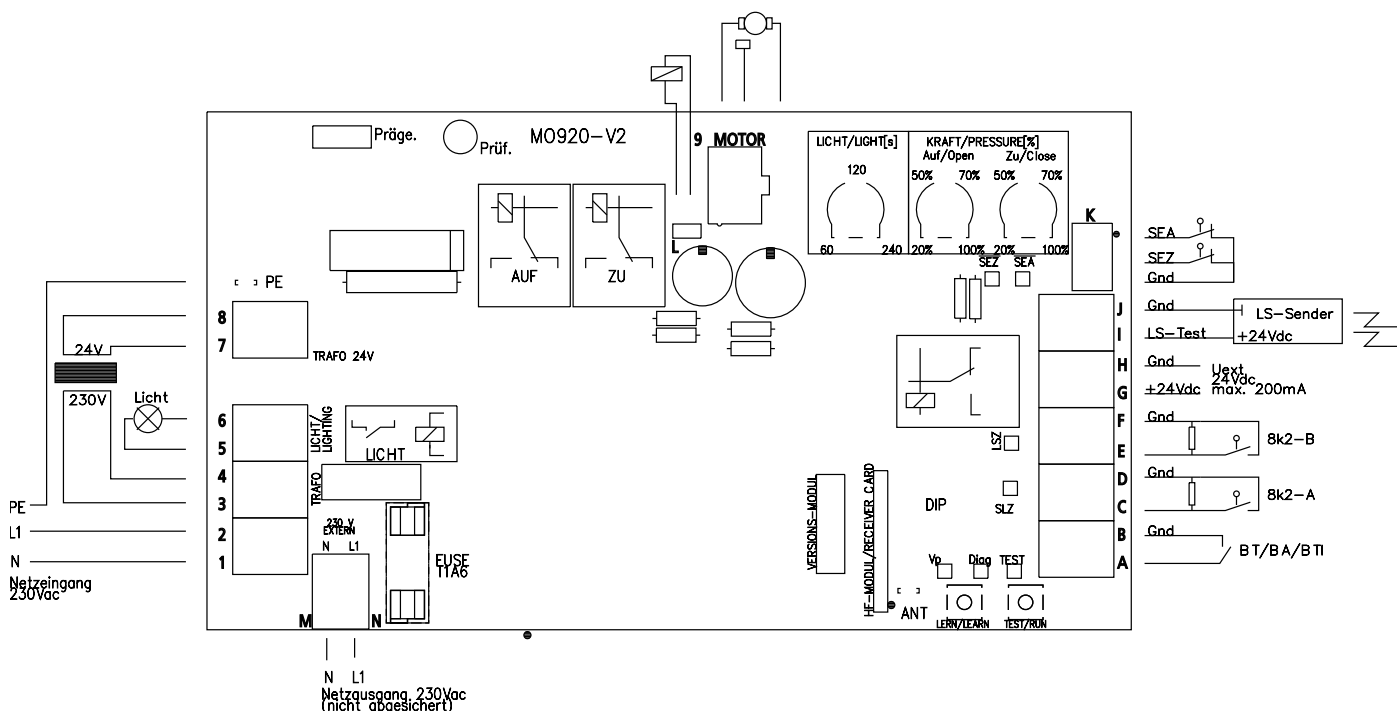 Präge.
Prüf.
MO920-V2
9 MOTOR
LICHT/LIGHT[s]
120
60 240
KRAFT/PRESSURE[%]
Auf/Open Zu/Close
50% 70% 50% 70%
20% 100% 20% 100%
K
L
AUF
ZU
SEZ SEA
SEA
SEZ
Gnd
PE
8
7
TRAFO 24V
24V
230V
Licht
6
5
LICHT/
LIGHTING
LICHT
4
3
TRAFO
2
1
230 V
EXTERN
N L1
M N
FUSE
T1A6
PE
L1
N
Netzeingang
230Vac
N L1
Netzausgang 230Vac
(nicht abgesichert)
J Gnd
LS-Sender
I LS-Test +24Vdc
H Gnd
Uext
24Vdc
G +24Vdc max. 200mA
F Gnd
E 8k2-B
D Gnd
C 8k2-A
B Gnd
A BT/BA/BTI
LSZ
SLZ
DIP
VERSIONS-MODUL
HF-MODUL/RECEIVER CARD
Vp Diag TEST
ANT
LERN/LEARN TEST/RUN